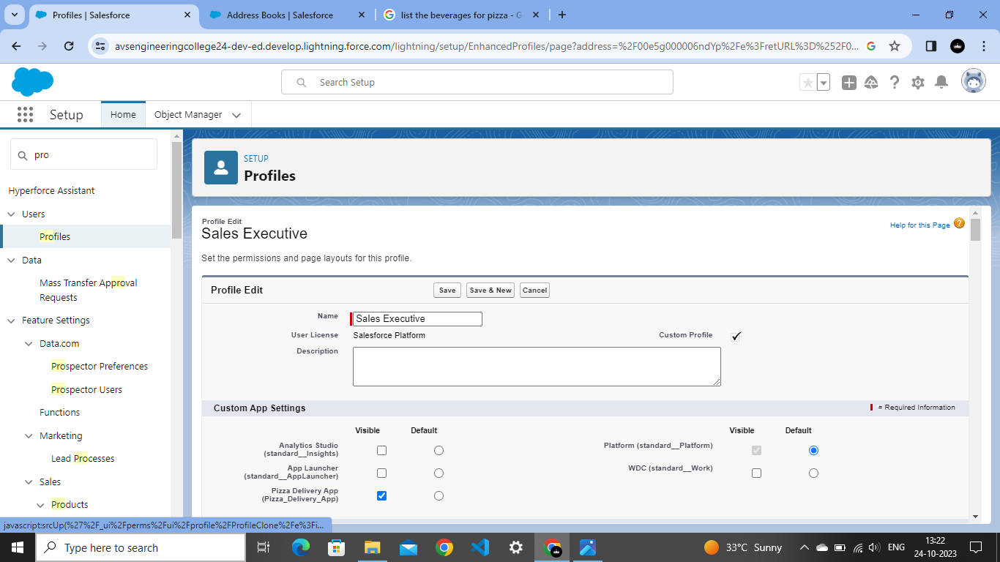 Profiles | Salesforce
Address Books | Salesforce
list the beverages for pizza - G
avsengineeringcollege24-dev-ed.develop.lightning.force.com/lightning/setup/EnhancedProfiles/page?address=%2F00e5g000006ndYp%2Fe%3FretURL%3D%252F0...
Search Setup
Setup
Home
Object Manager
pro
Hyperforce Assistant
Users
Profiles
Data
Mass Transfer Approval
Requests
Feature Settings
Data.com
Prospector Preferences
Prospector Users
Functions
Marketing
Lead Processes
Sales
Products
SETUP
Profiles
Profile Edit
Sales Executive
Help for this Page
Set the permissions and page layouts for this profile.
Profile Edit
Save
Save & New
Cancel
Name
Sales Executive
User License
Salesforce Platform
Custom Profile
Description
Custom App Settings
= Required Information
Visible
Default
Visible
Default
Analytics Studio
(standard__Insights)
Platform (standard__Platform)
App Launcher
(standard__AppLauncher)
WDC (standard__Work)
Pizza Delivery App
(Pizza_Delivery_App)
javascript:srcUp(%27%2F_ui%2Fperms%2Fui%2Fprofile%2FProfileClone%2Fe%3Fi...
Type here to search
33°C Sunny
ENG
13:22
24-10-2023